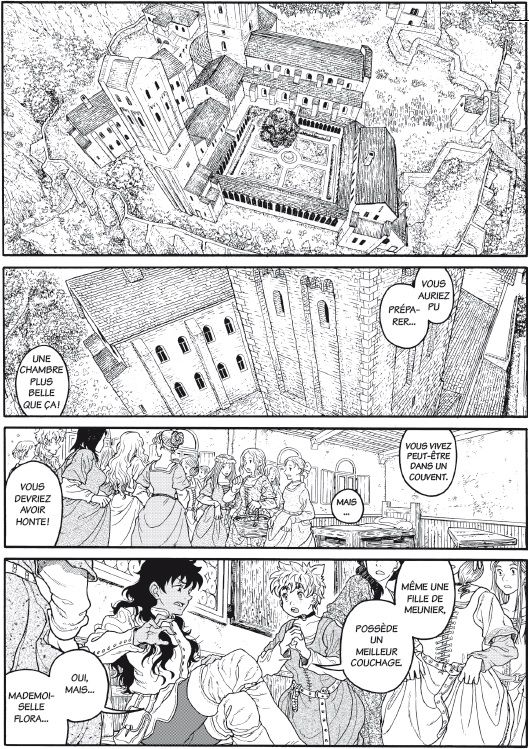 VOUS
AURIEZ
PU
PRÉPA-
RER...
UNE
CHAMBRE
PLUS
BELLE
QUE ÇA!
VOUS VIVEZ
PEUT-ÊTRE
DANS UN
COUVENT.
MAIS
...
VOUS
DEVRIEZ
AVOIR
HONTE!
MÊME UNE
FILLE DE
MEUNIER,
POSSÈDE
UN
MEILLEUR
COUCHAGE.
OUI,
MAIS...
MADEMOI-
SELLE
FLORA...